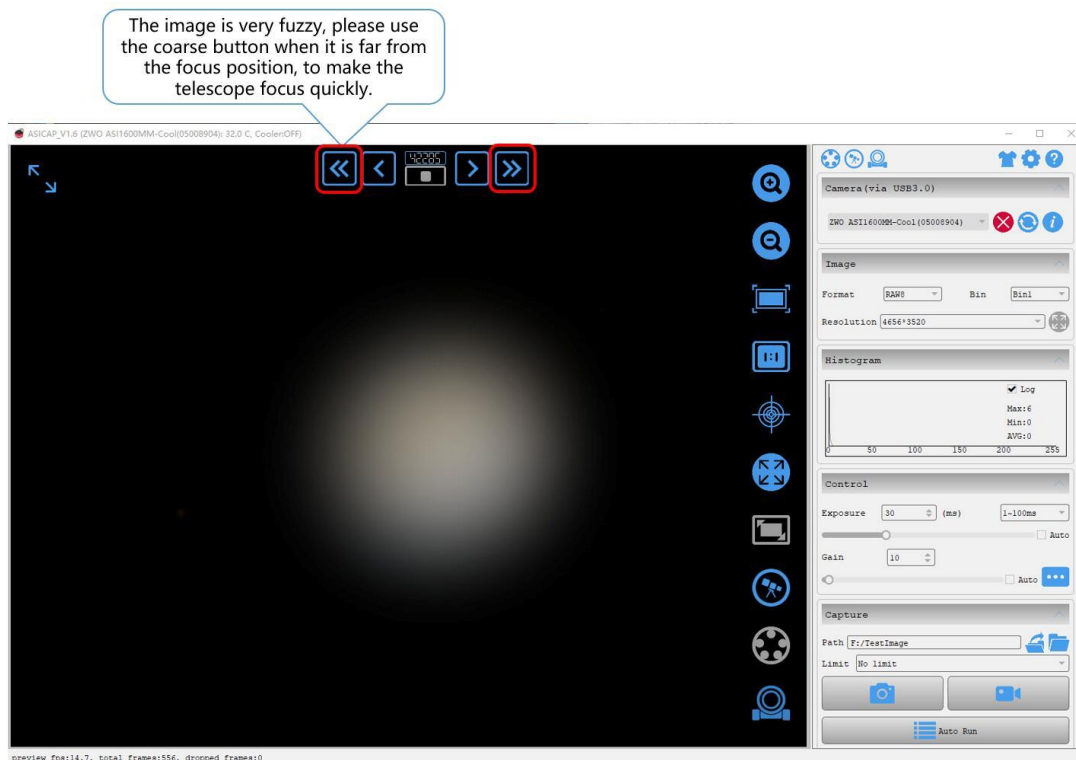 The image is very fuzzy, please use
the coarse button when it is far from
the focus position, to make the
telescope focus quickly.
ASICAP_V1.6 (ZWO ASI1600MM-Cool(05008904): 32.0 C, Cooler:OFF)
Camera(via USB3.0)
ZWO ASI1600MM-Cool(05008904)
Image
Format RAW8 Bin Bin1
Resolution 4656*3520
1:1
Histogram
Log
Max:6
Min:0
AVG:0
0 50 100 150 200 255
Control
Exposure 30 (ms) 1~100ms
Auto
Gain 10
Auto
Capture
Path F:/TestImage
Limit No limit
Auto Run
preview fps:14.7, total frames:556, dropped frames:0